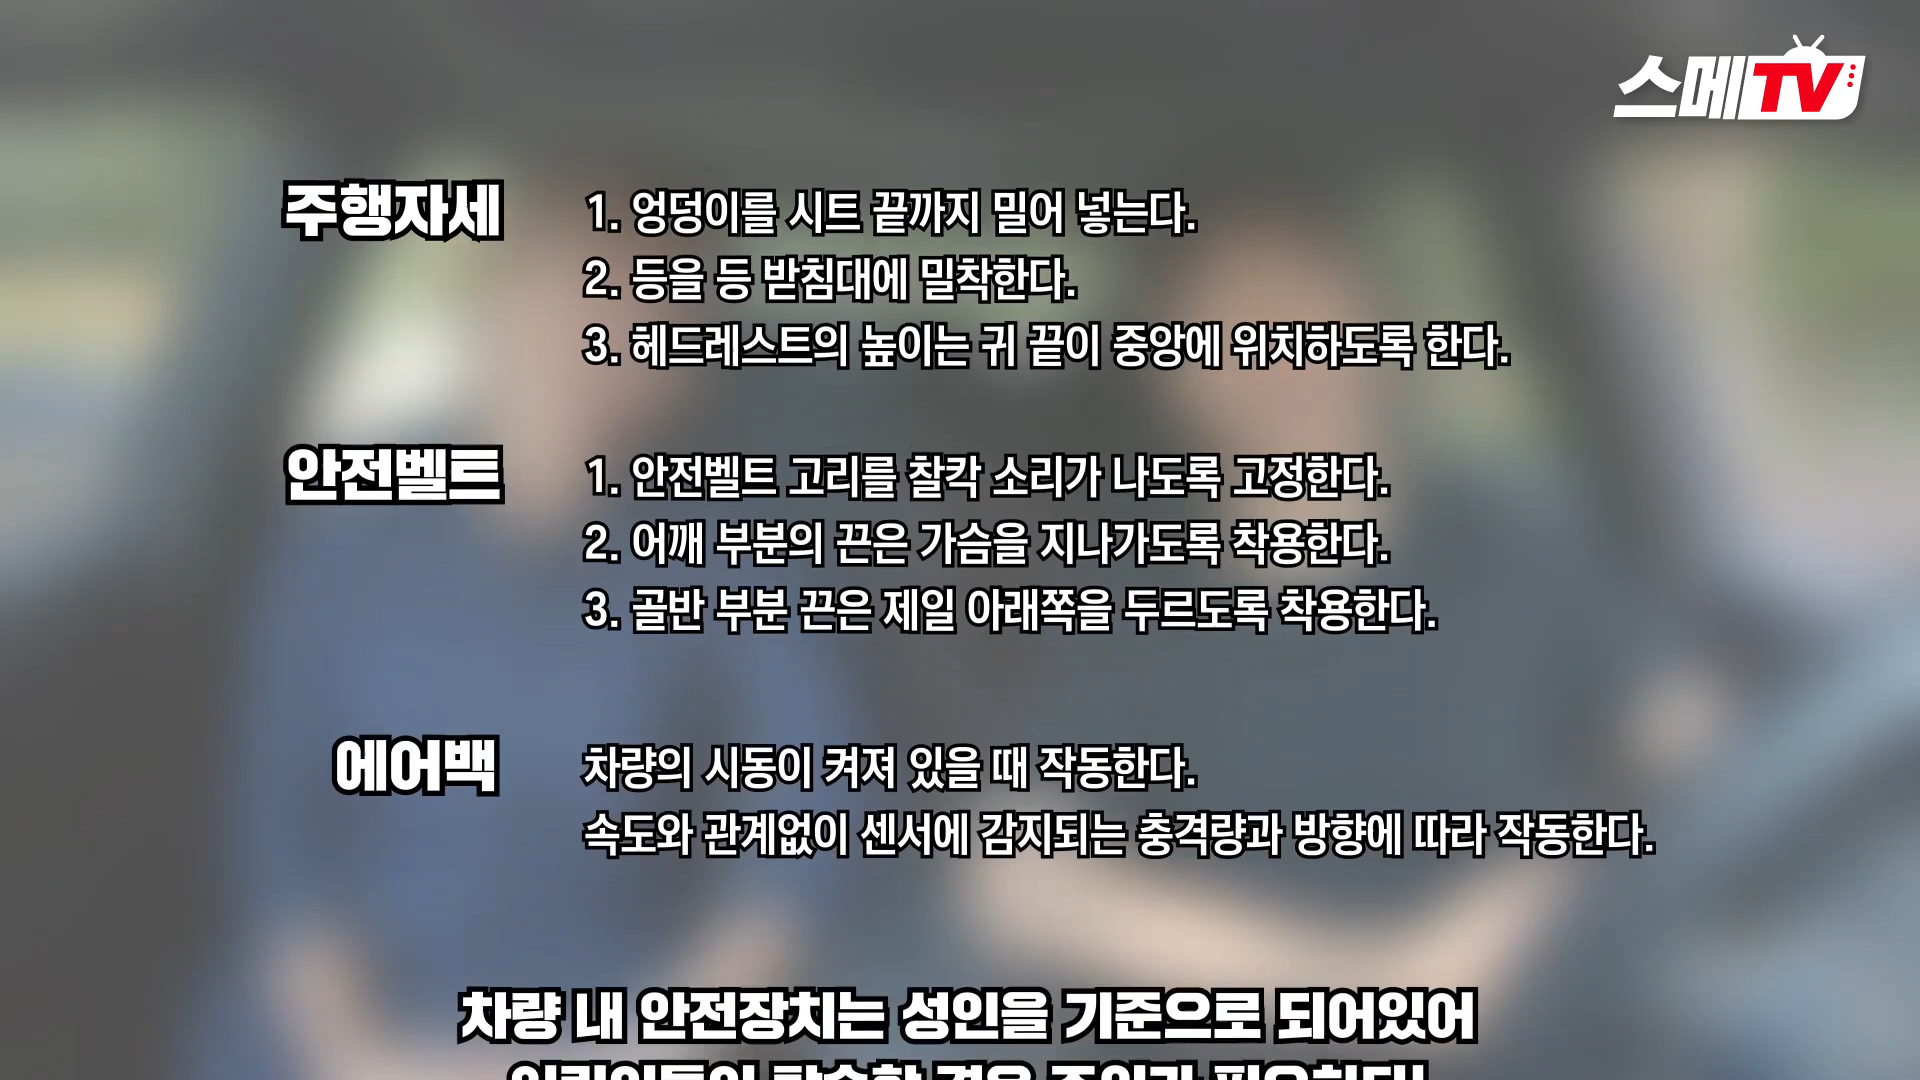 스메TV
주행자세
1. 엉덩이를 시트 끝까지 밀어 넣는다.
2. 등을 등 받침대에 밀착한다.
3. 헤드레스트의 높이는 귀 끝이 중앙에 위치하도록 한다.
안전벨트
1. 안전벨트 고리를 찰칵 소리가 나도록 고정한다.
2. 어깨 부분의 끈은 가슴을 지나가도록 착용한다.
3. 골반 부분 끈은 제일 아래쪽을 두르도록 착용한다.
에어백
차량의 시동이 켜져 있을 때 작동한다.
속도와 관계없이 센서에 감지되는 충격량과 방향에 따라 작동한다.
차량 내 안전장치는 성인을 기준으로 되어있어